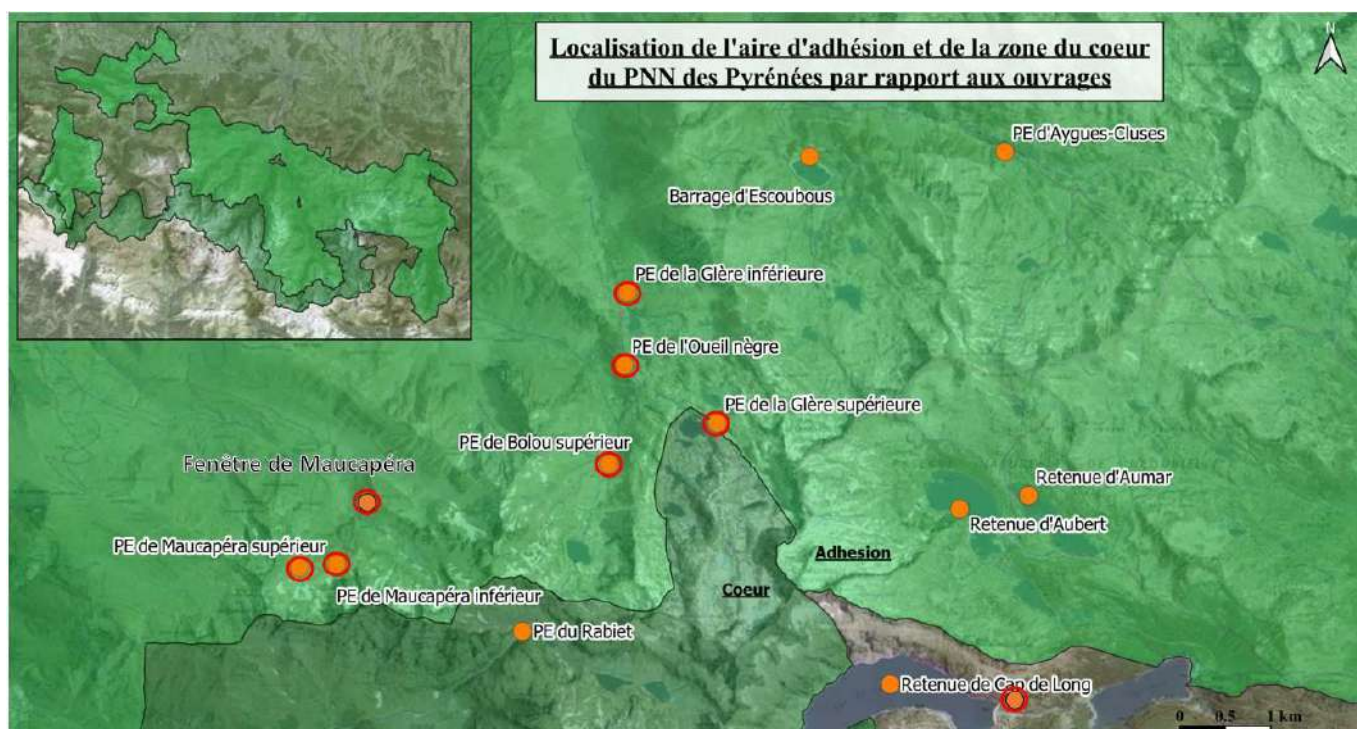 Localisation de l'aire d'adhésion et de la zone du coeur
du PNN des Pyrénées par rapport aux ouvrages
N
PE d'Aygues-Cluses
Barrage d'Escoubous
PE de la Glère inférieure
PE de l'Oueil nègre
PE de la Glère supérieure
PE de Bolou supérieur
Fenêtre de Maucapéra
Retenue d'Aumar
Retenue d'Aubert
PE de Maucapéra supérieur
Adhesion
PE de Maucapéra inférieur
Coeur
PE du Rabiet
Retenue de Cap de Long
0 0.5 1 km